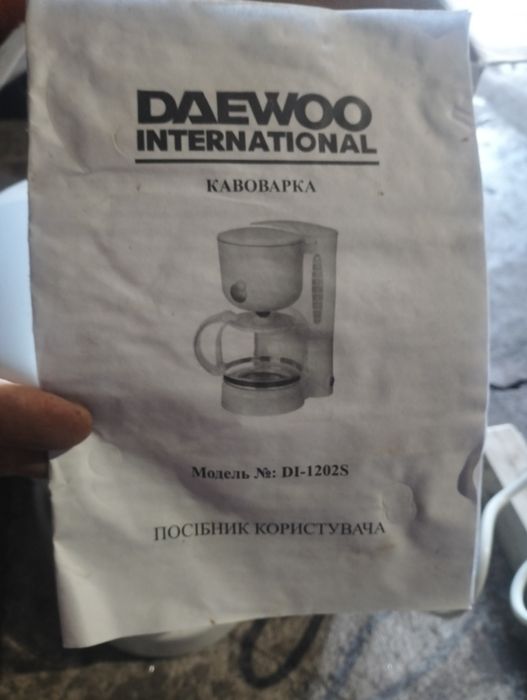 DAEWOO
INTERNATIONAL
КАВОВАРКА
Модель №: DI-1202S
ПОСІБНИК КОРИСТУВАЧА